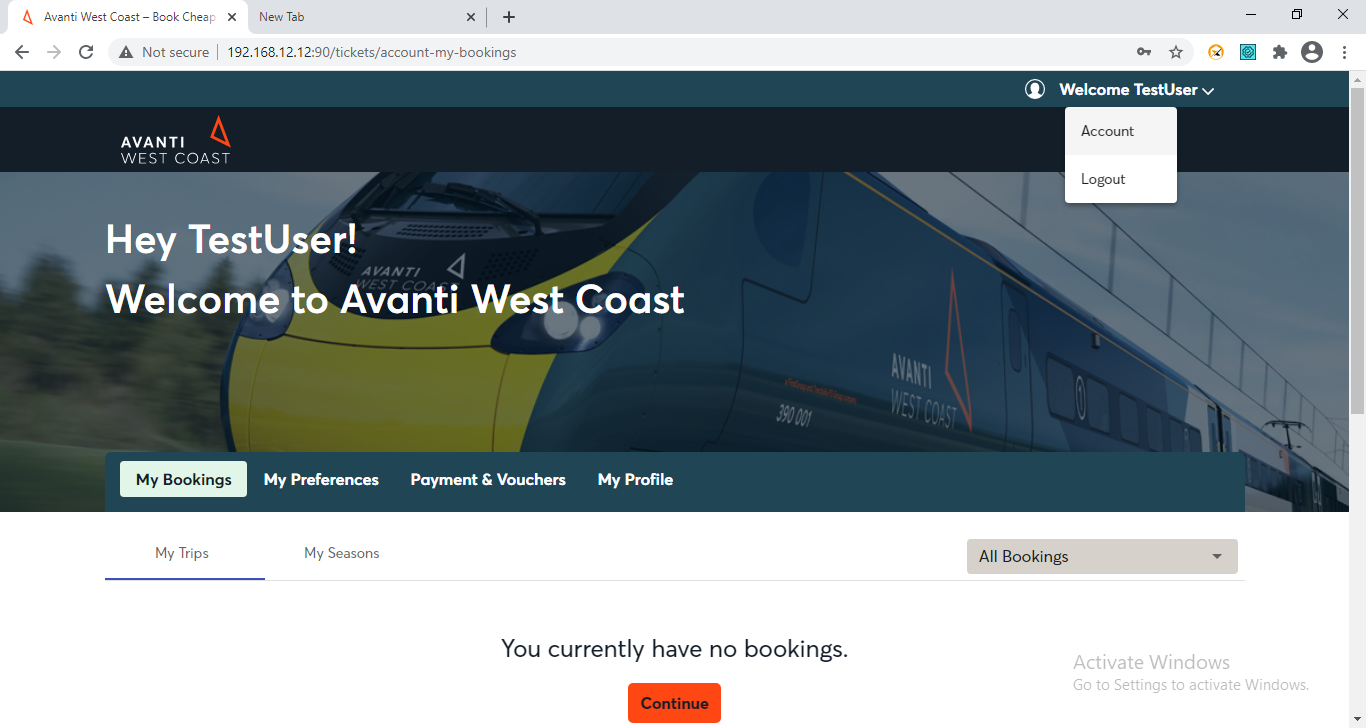 Avanti West Coast – Book Cheap
New Tab
Not secure
192.168.12.12:90/tickets/account-my-bookings
Welcome TestUser
Account
Logout
AVANTI
WEST COAST
Hey TestUser!
Welcome to Avanti West Coast
AVANTI
WEST COAST
AVANTI
WEST COAST
390 001
My Bookings
My Preferences
Payment & Vouchers
My Profile
My Trips
My Seasons
All Bookings
You currently have no bookings.
Continue
Activate Windows
Go to Settings to activate Windows.